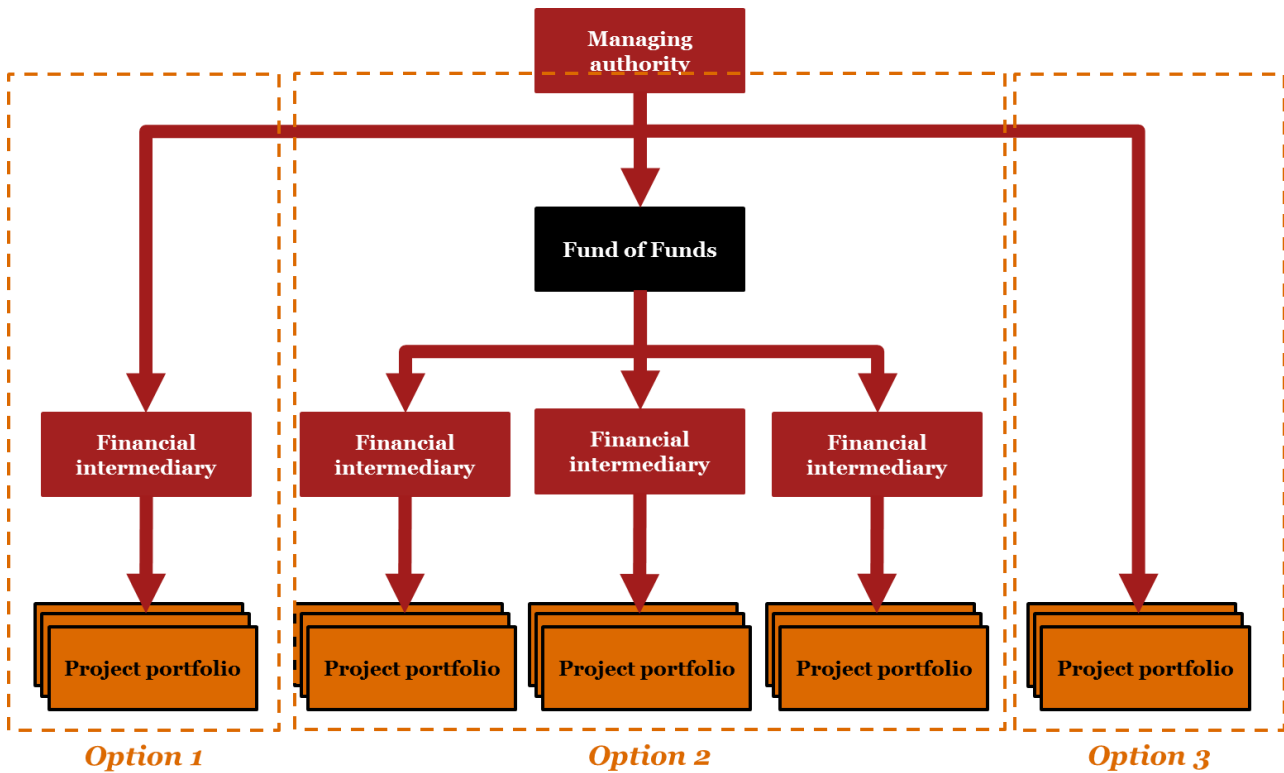 Managing
authority
Fund of Funds
Financial
intermediary
Financial
intermediary
Financial
intermediary
Financial
intermediary
Project portfolio
Project portfolio
Project portfolio
Project portfolio
Project portfolio
Option 1
Option 2
Option 3